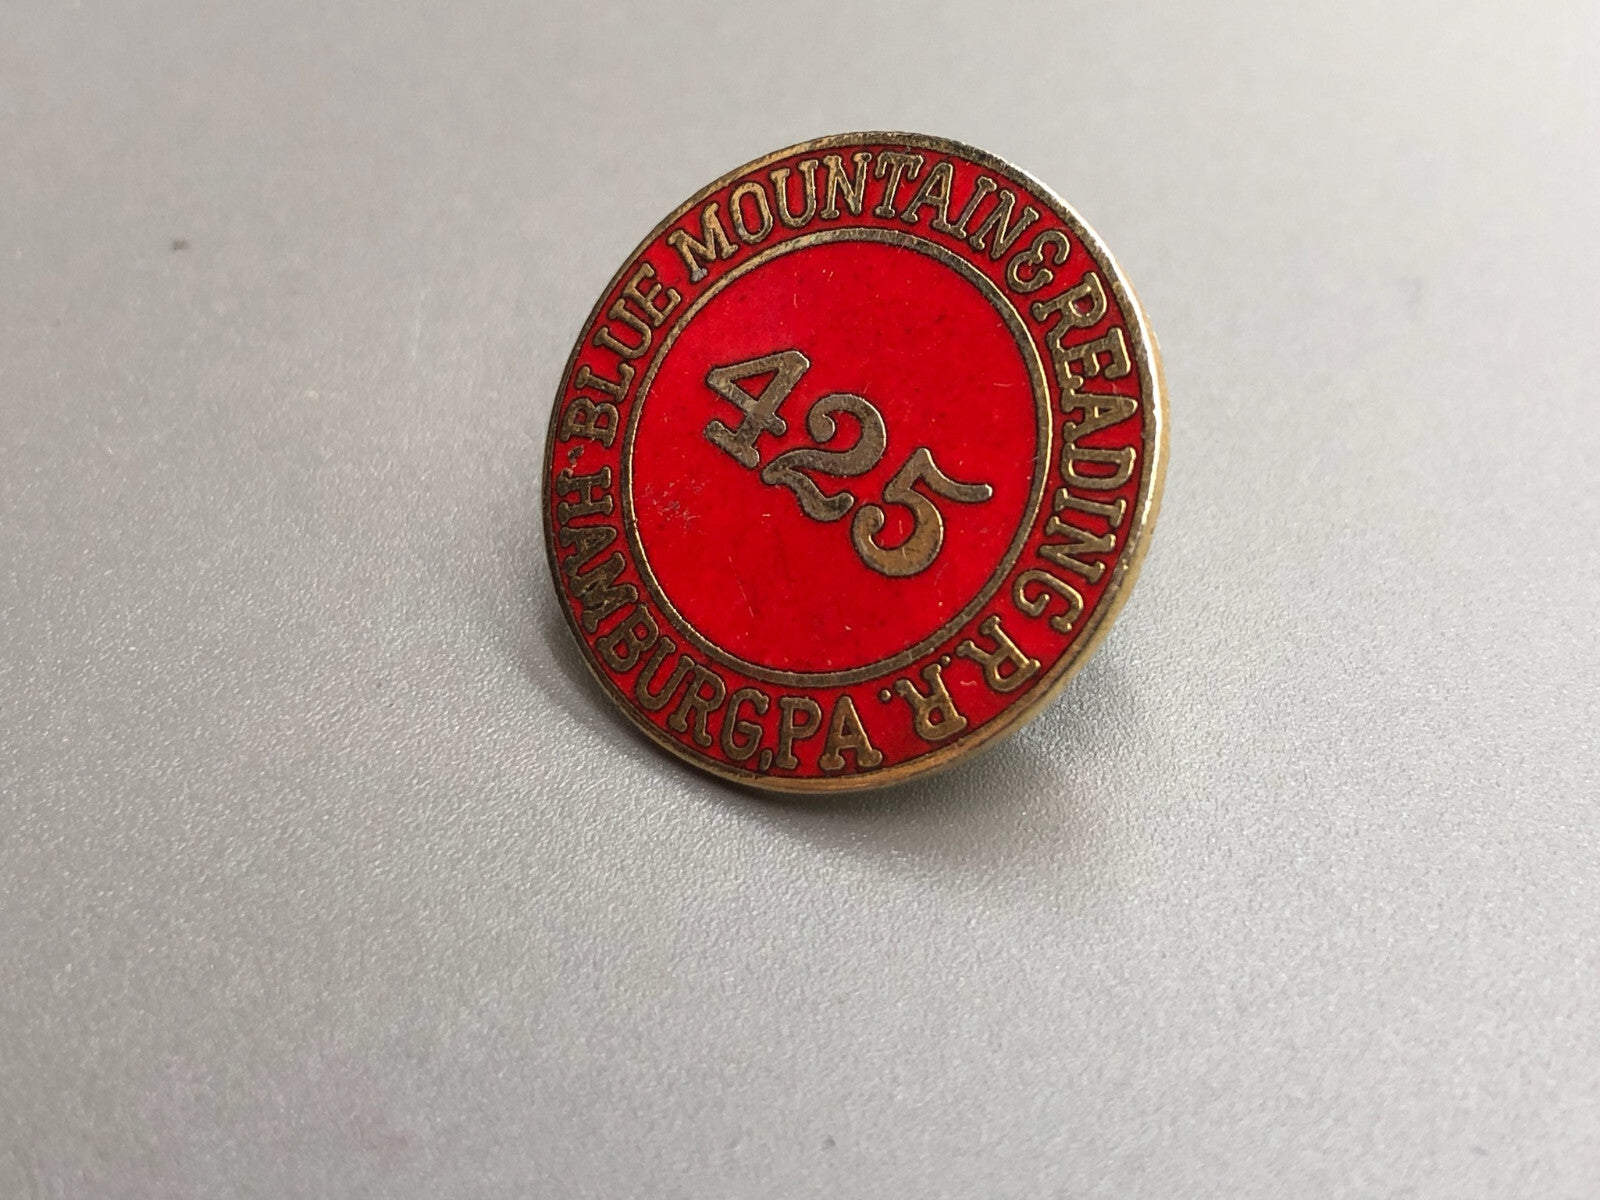 BLUE MOUNTAIN & READING R.R.
HAMBURG, PA
425